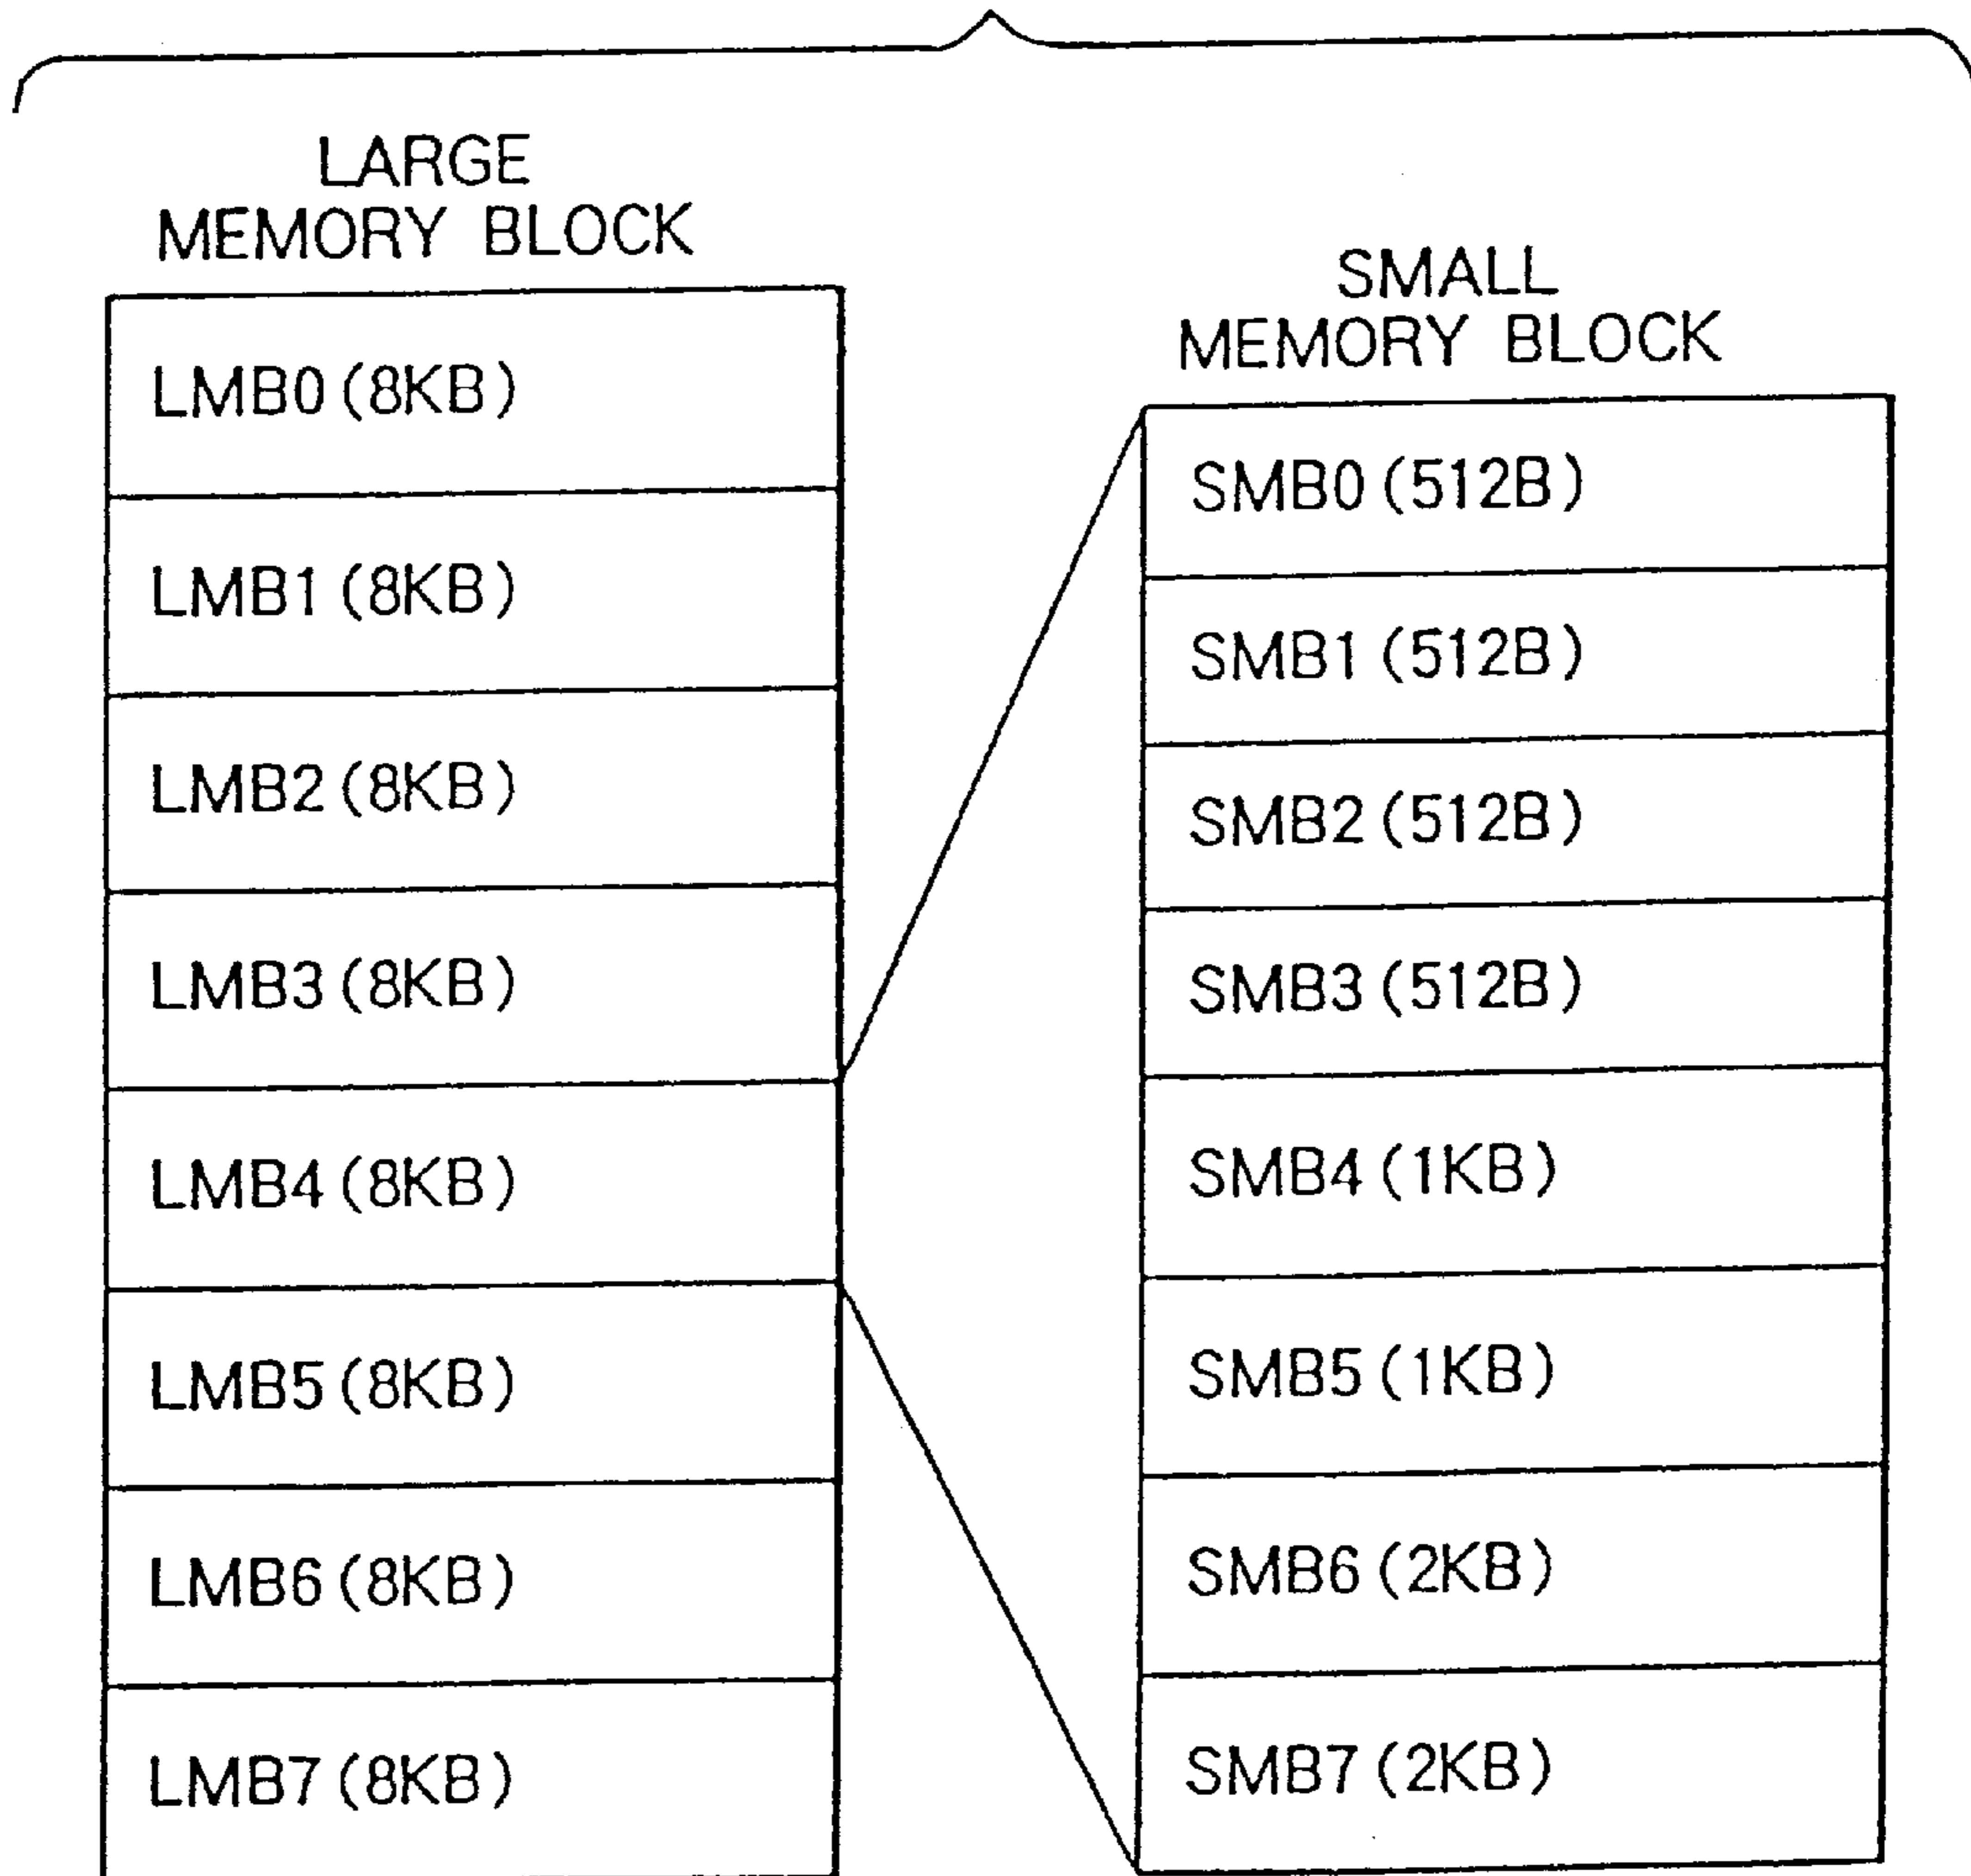 LARGE
MEMORY BLOCK
LMB0 (8KB)
LMB1 (8KB)
LMB2 (8KB)
LMB3 (8KB)
LMB4 (8KB)
LMB5 (8KB)
LMB6 (8KB)
LMB7 (8KB)
SMALL
MEMORY BLOCK
SMB0 (512B)
SMB1 (512B)
SMB2 (512B)
SMB3 (512B)
SMB4 (1KB)
SMB5 (1KB)
SMB6 (2KB)
SMB7 (2KB)